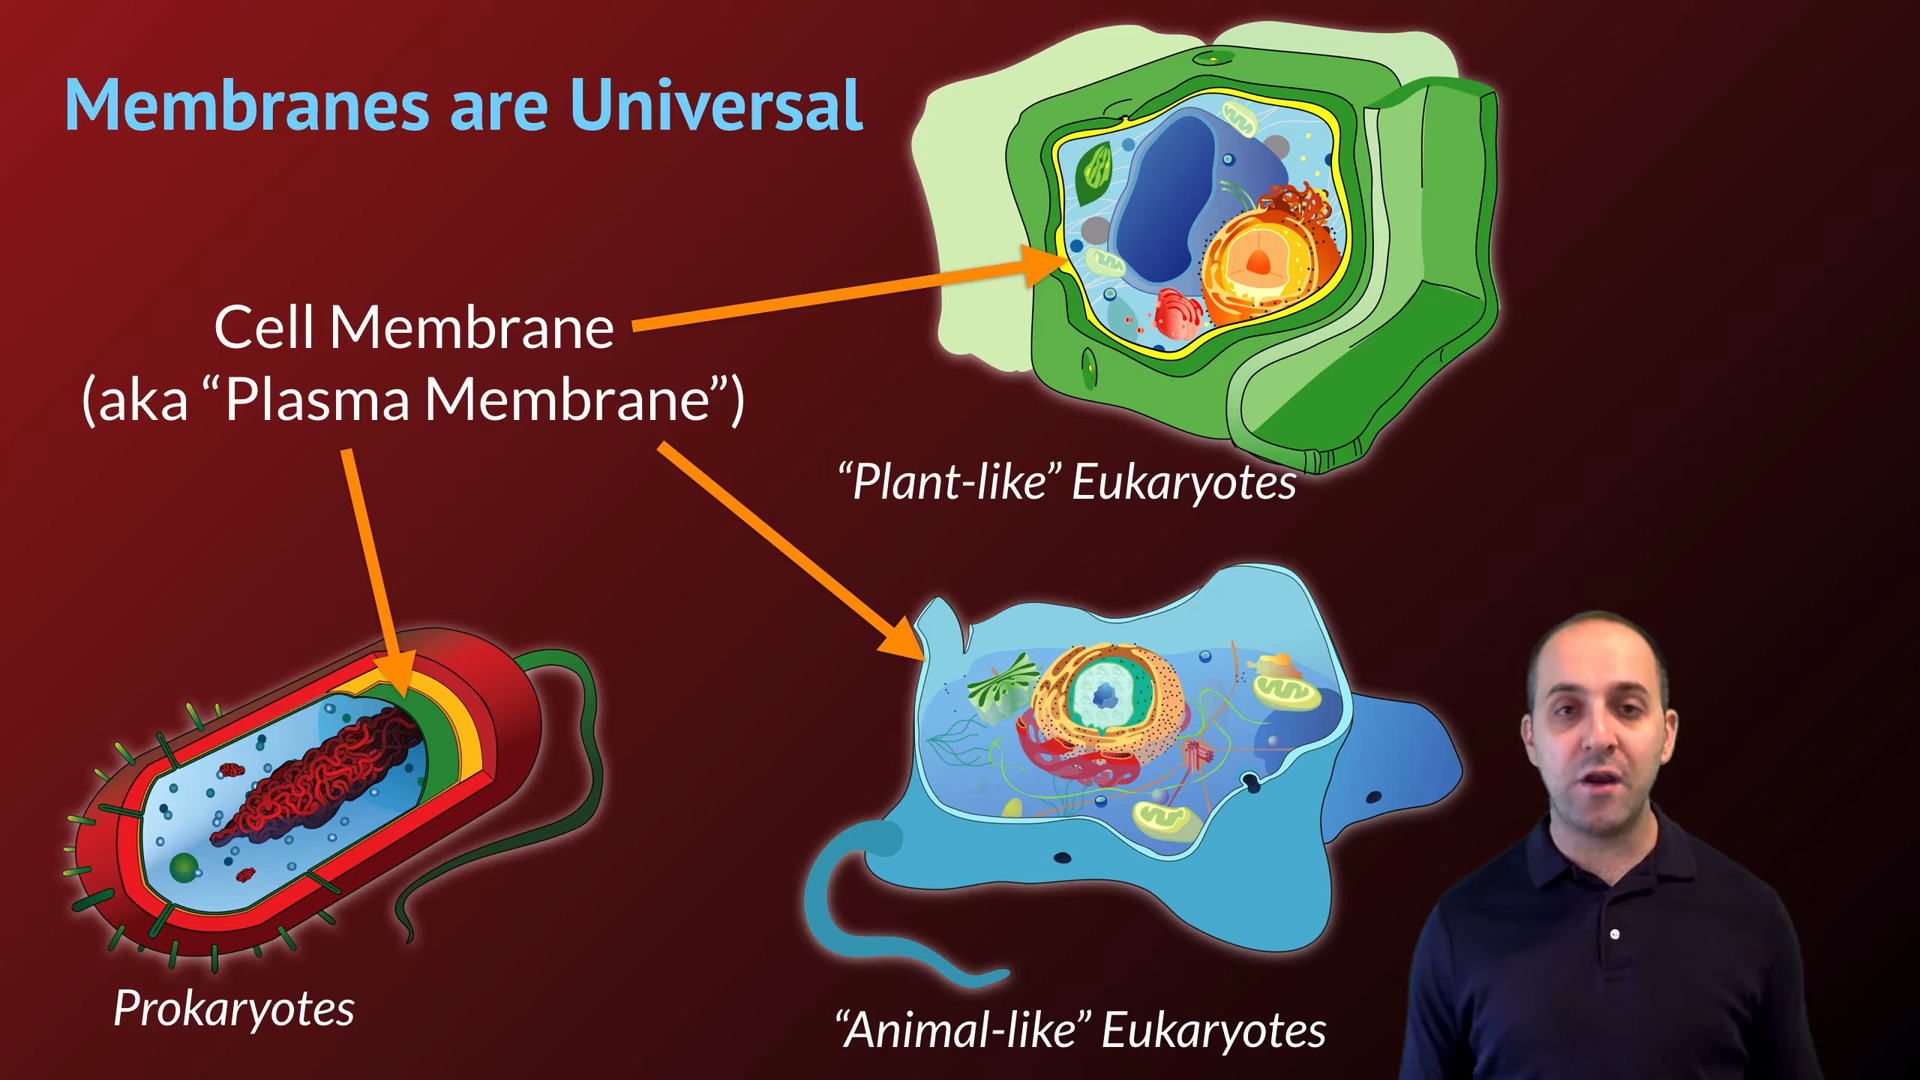 Membranes are Universal
Cell Membrane
(aka “Plasma Membrane”)
“Plant-like” Eukaryotes
Prokaryotes
“Animal-like” Eukaryotes